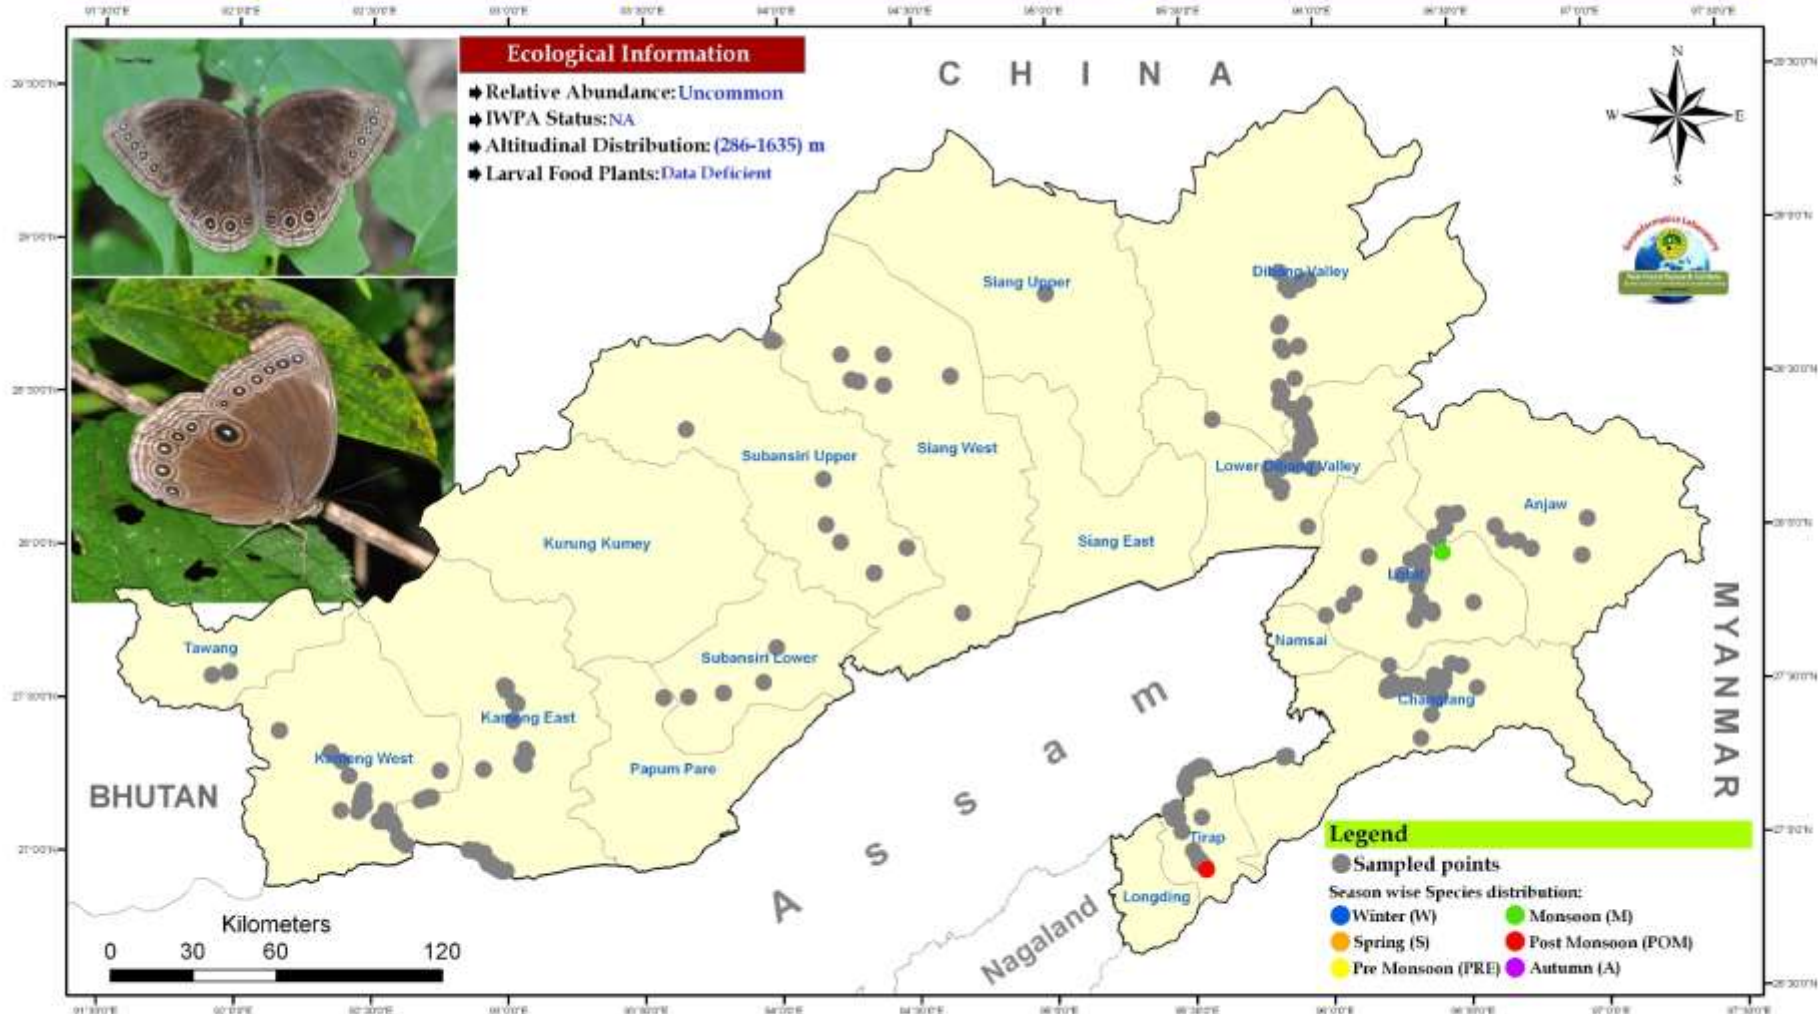 Ecological Information
Relative Abundance: Uncommon
IWPA Status: NA
Altitudinal Distribution: (286-1635) m
Larval Food Plants: Data Deficient
C H I N A
N
W E
S
Geoinformatics Laboratory
Dibang Valley
Siang Upper
Subansiri Upper
Siang West
Lower Dibang Valley
Anjaw
Kurung Kumey
Siang East
Lohit
Namsai
Tawang
Subansiri Lower
Changlang
Kameng East
Kameng West
Papum Pare
BHUTAN
MYANMAR
Assam
Tirap
Longding
Nagaland
Kilometers
0 30 60 120
Legend
Sampled points
Season wise Species distribution:
Winter (W) Monsoon (M)
Spring (S) Post Monsoon (POM)
Pre Monsoon (PRE) Autumn (A)